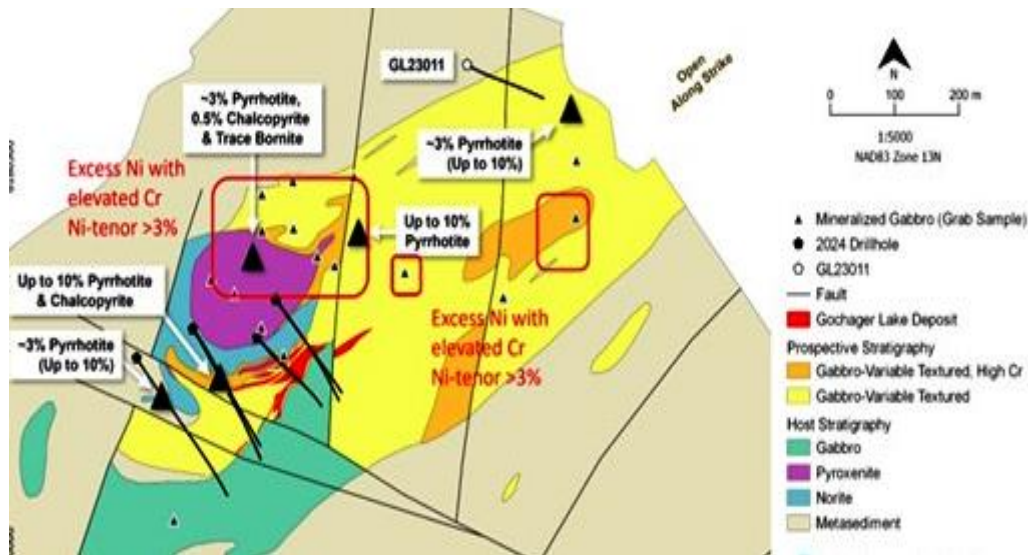 GL23011
Open
Along Strike
~3% Pyrrhotite,
0.5% Chalcopyrite
& Trace Bornite
~3% Pyrrhotite
(Up to 10%)
Excess Ni with
elevated Cr
Ni-tenor >3%
Up to 10%
Pyrrhotite
Up to 10% Pyrrhotite
& Chalcopyrite
Excess Ni with
elevated Cr
Ni-tenor >3%
~3% Pyrrhotite
(Up to 10%)
N
0 100 200 m
1:5000
NAD83 Zone 13N
Mineralized Gabbro (Grab Sample)
2024 Drillhole
GL23011
Fault
Gochager Lake Deposit
Prospective Stratigraphy
Gabbro-Variable Textured, High Cr
Gabbro-Variable Textured
Host Stratigraphy
Gabbro
Pyroxenite
Norite
Metasediment